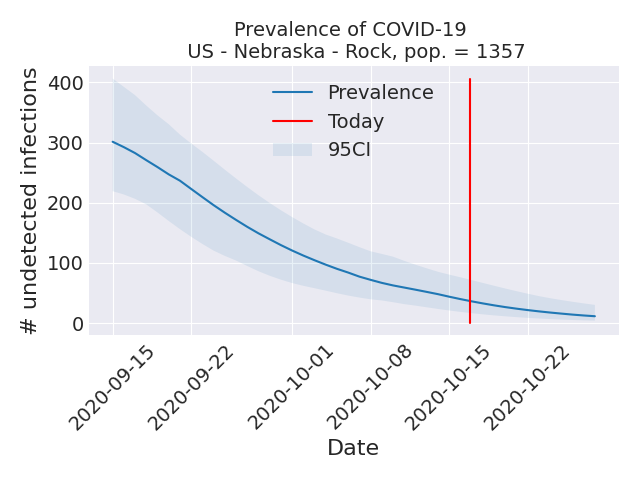 Prevalence of COVID-19
US - Nebraska - Rock, pop. = 1357
# undetected infections
400
300
200
100
0
Prevalence
Today
95CI
2020-09-15
2020-09-22
2020-10-01
2020-10-08
2020-10-15
2020-10-22
Date